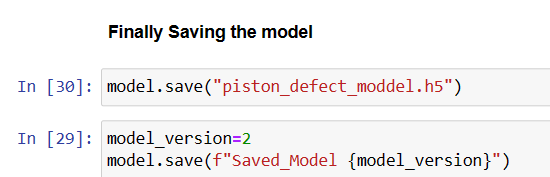 Finally Saving the model
In [30]: model.save("piston_defect_moddel.h5")
In [29]: model_version=2
model.save(f"Saved_Model {model_version}")